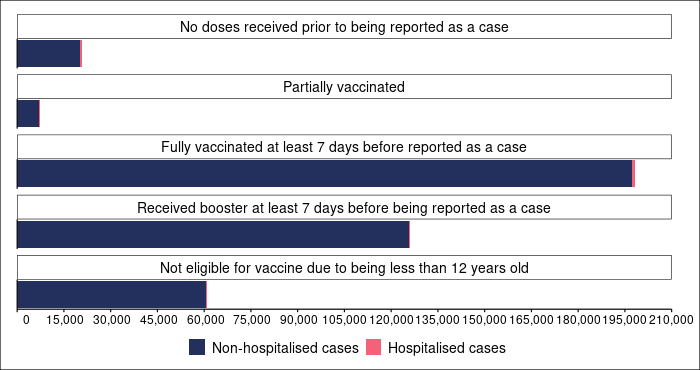 No doses received prior to being reported as a case
Partially vaccinated
Fully vaccinated at least 7 days before reported as a case
Received booster at least 7 days before being reported as a case
Not eligible for vaccine due to being less than 12 years old
0 15,000 30,000 45,000 60,000 75,000 90,000 105,000 120,000 135,000 150,000 165,000 180,000 195,000 210,000
Non-hospitalised cases Hospitalised cases